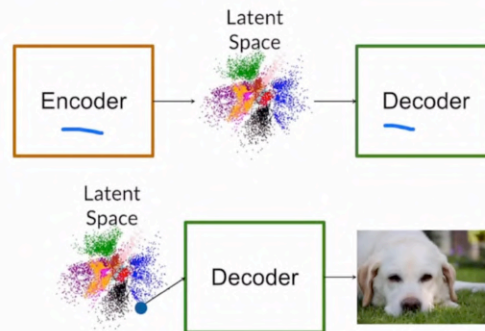 Latent
Space
Encoder
Decoder
Latent
Space
Decoder